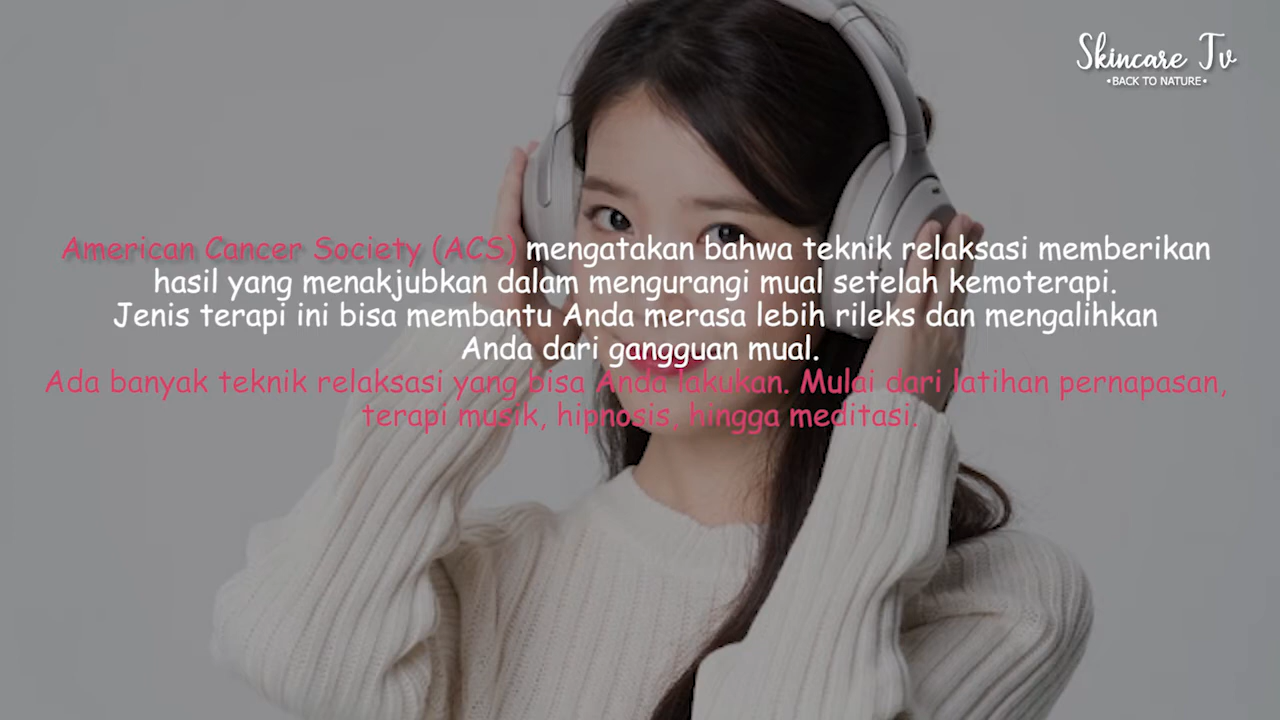 Skincare Tv
•BACK TO NATURE•
American Cancer Society (ACS) mengatakan bahwa teknik relaksasi memberikan
hasil yang menakjubkan dalam mengurangi mual setelah kemoterapi.
Jenis terapi ini bisa membantu Anda merasa lebih rileks dan mengalihkan
Anda dari gangguan mual.
Ada banyak teknik relaksasi yang bisa Anda lakukan. Mulai dari latihan pernapasan,
terapi musik, hipnosis, hingga meditasi.